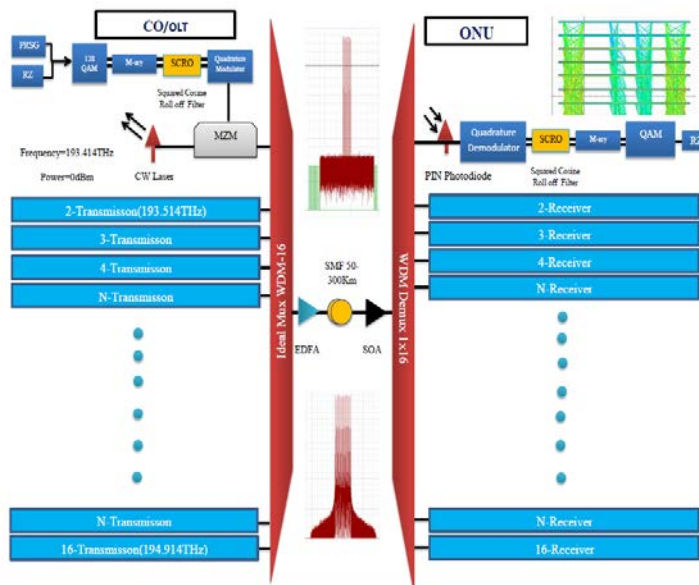 CO/OLT
ONU
PRSG
RZ
128
QAM
M-ary
SCRO
Quadrature
Modulator
Squared Cosine
Roll off Filter
MZM
Frequency=193.414THz
Power=0dBm
CW Laser
PIN Photodiode
Quadrature
Demodulator
SCRO
M-ary
QAM
RZ
Squared Cosine
Roll off Filter
2-Transmisson(193.514THz)
3-Transmisson
4-Transmisson
N-Transmisson
N-Transmisson
16-Transmisson(194.914THz)
Ideal Mux WDM-16
SMF 50-
300Km
EDFA
SOA
WDM Demux 1x16
2-Receiver
3-Receiver
4-Receiver
N-Receiver
N-Receiver
16-Receiver